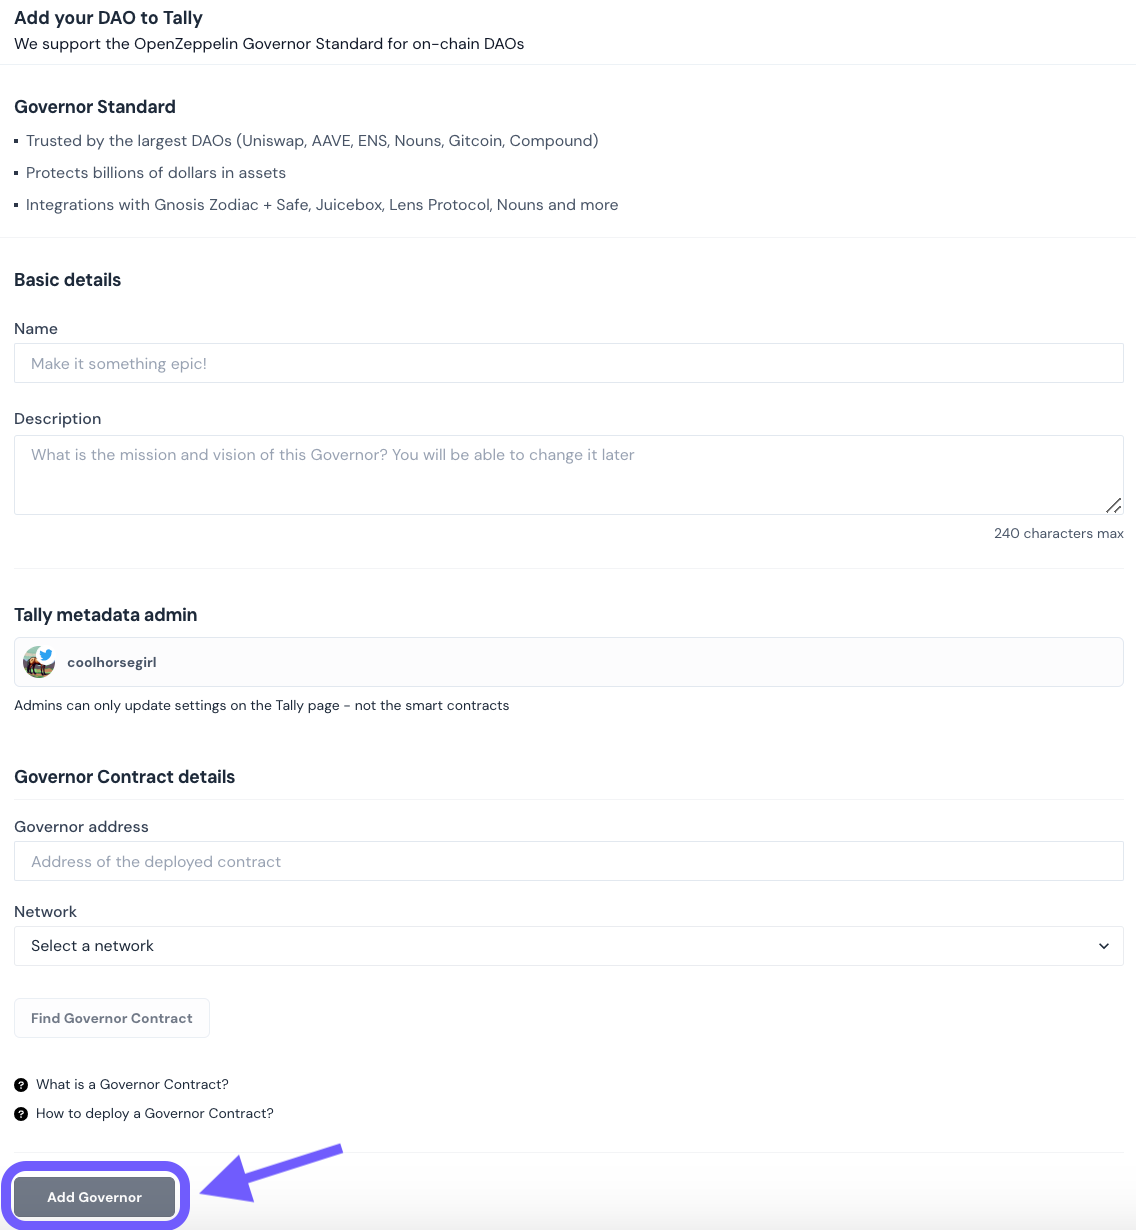 Add your DAO to Tally
We support the OpenZeppelin Governor Standard for on-chain DAOs
Governor Standard
Trusted by the largest DAOs (Uniswap, AAVE, ENS, Nouns, Gitcoin, Compound)
Protects billions of dollars in assets
Integrations with Gnosis Zodiac + Safe, Juicebox, Lens Protocol, Nouns and more
Basic details
Name
Make it something epic!
Description
What is the mission and vision of this Governor? You will be able to change it later
240 characters max
Tally metadata admin
coolhorsegirl
Admins can only update settings on the Tally page - not the smart contracts
Governor Contract details
Governor address
Address of the deployed contract
Network
Select a network
Find Governor Contract
What is a Governor Contract?
How to deploy a Governor Contract?
Add Governor